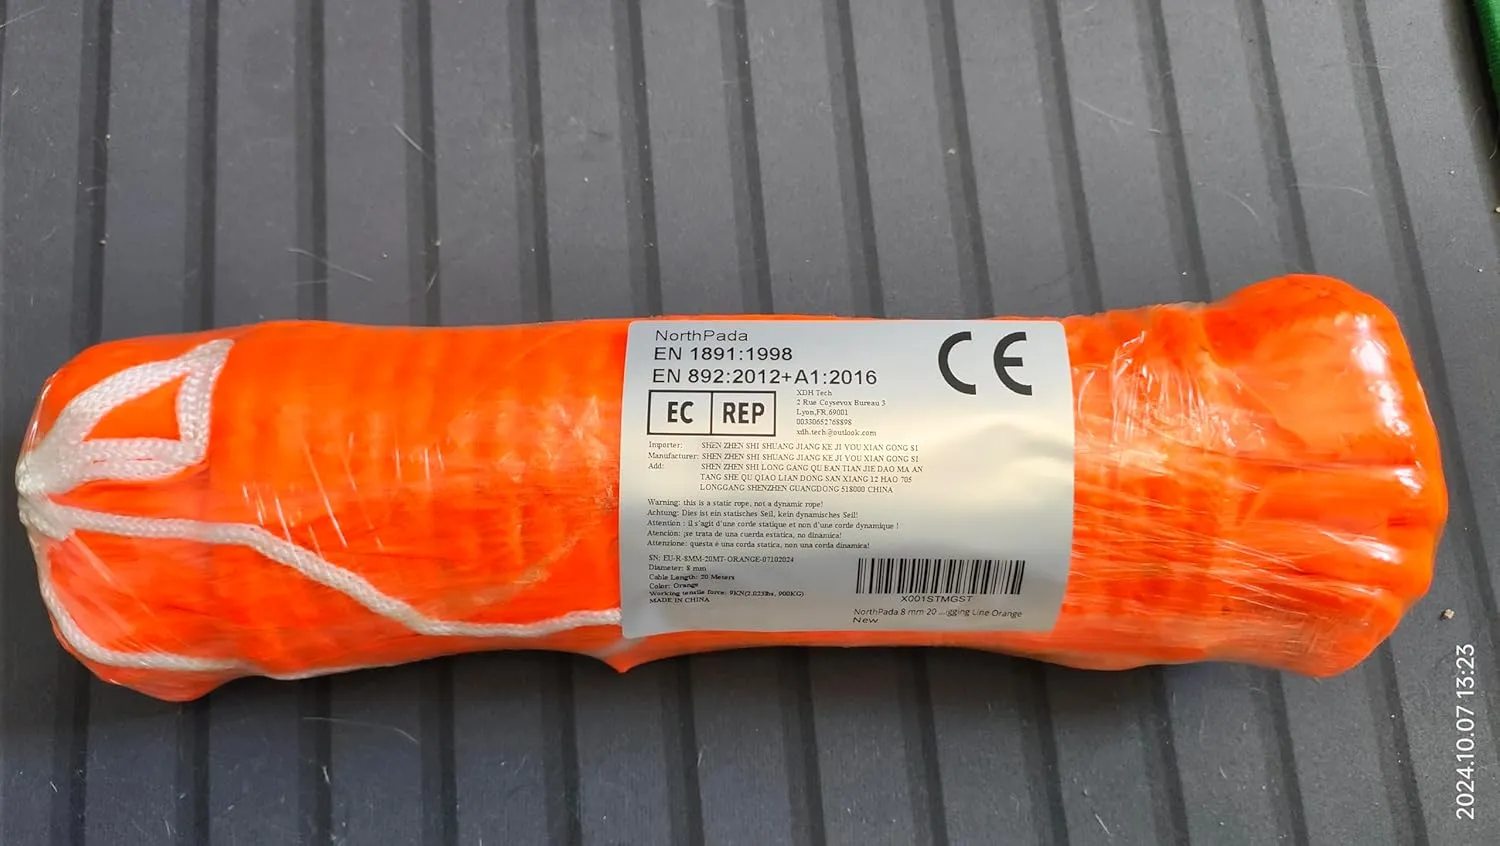 NorthPada
EN 1891:1998
EN 892:2012+A1:2016
CE
EC REP
XDH Tech
2 Rue Coysevox Bureau 3
Lyon,FR 69001
00330652768898
xdh.tech@outlook.com
Importer: SHEN ZHEN SHI SHUANG JIANG KE JI YOU XIAN GONG SI
Manufacturer: SHEN ZHEN SHI SHUANG JIANG KE JI YOU XIAN GONG SI
Add: SHEN ZHEN SHI LONG GANG QU BAN TIAN JIE DAO MA AN
TANG SHE QU QIAO LIAN DONG SAN XIANG 12 HAO 705
LONGGANG SHENZHEN GUANGDONG 518000 CHINA
Warning: this is a static rope, not a dynamic rope!
Achtung: Dies ist ein statisches Seil, kein dynamisches Seil!
Attention : il s'agit d'une corde statique et non d'une corde dynamique !
Atención: ¡se trata de una cuerda estática, no dinamica!
Attenzione: questa è una corda statica, non una corda dinamica!
SN: EU-R-8MM-20MT-ORANGE-07102024
Diameter: 8 mm
Cable Length: 20 Meters
Color: Orange
Working tensile force: 9KN(2,023lbs, 900KG)
MADE IN CHINA
X001STMGST
NorthPada 8 mm 20 ...igging Line Orange
New
2024.10.07 13:23